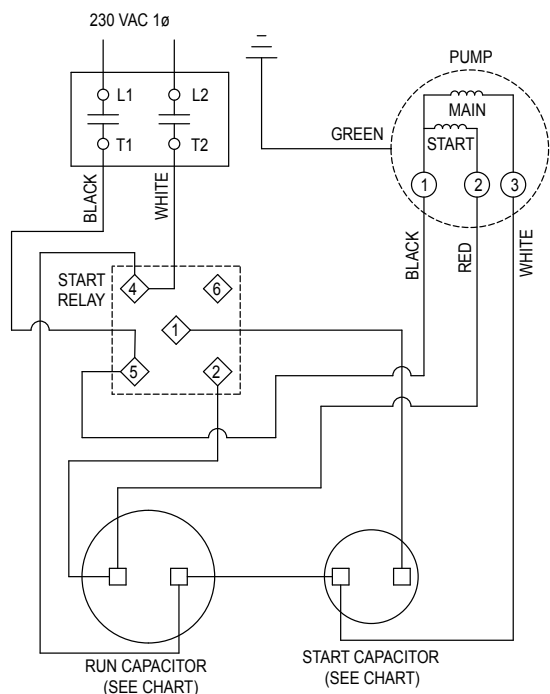 230 VAC 1ø
L1
L2
T1
T2
BLACK
WHITE
GREEN
PUMP
MAIN
START
1
2
3
BLACK
RED
WHITE
START
RELAY
4
6
1
5
2
RUN CAPACITOR
(SEE CHART)
START CAPACITOR
(SEE CHART)